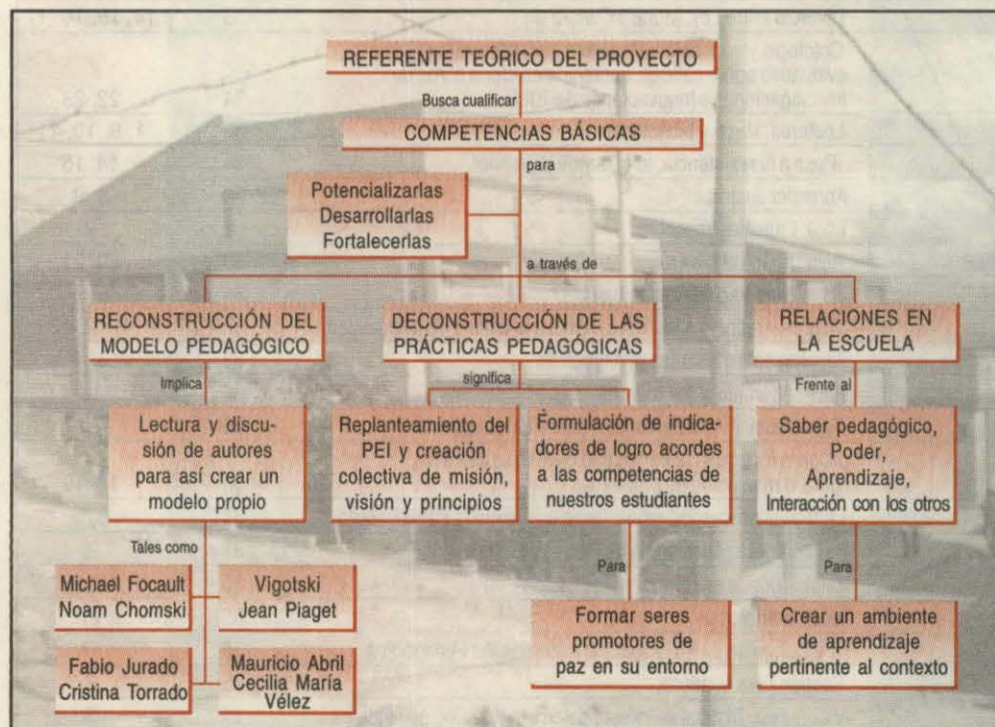 REFERENTE TEÓRICO DEL PROYECTO
Busca cualificar
COMPETENCIAS BÁSICAS
para
Potencializarlas
Desarrollarlas
Fortalecerlas
a través de
RECONSTRUCCIÓN DEL
MODELO PEDAGÓGICO
Implica
Lectura y discu-
sión de autores
para así crear un
modelo propio
Tales como
Michael Focault
Noam Chomski
Vigotski
Jean Piaget
Fabio Jurado
Cristina Torrado
Mauricio Abril
Cecilia María
Vélez
DECONSTRUCCIÓN DE LAS
PRÁCTICAS PEDAGÓGICAS
significa
Replanteamiento del
PEI y creación
colectiva de misión,
visión y principios
Formulación de indica-
dores de logro acordes
a las competencias de
nuestros estudiantes
Para
Formar seres
promotores de
paz en su entorno
RELACIONES EN
LA ESCUELA
Frente al
Saber pedagógico,
Poder,
Aprendizaje,
Interacción con los otros
Para
Crear un ambiente
de aprendizaje
pertinente al contexto